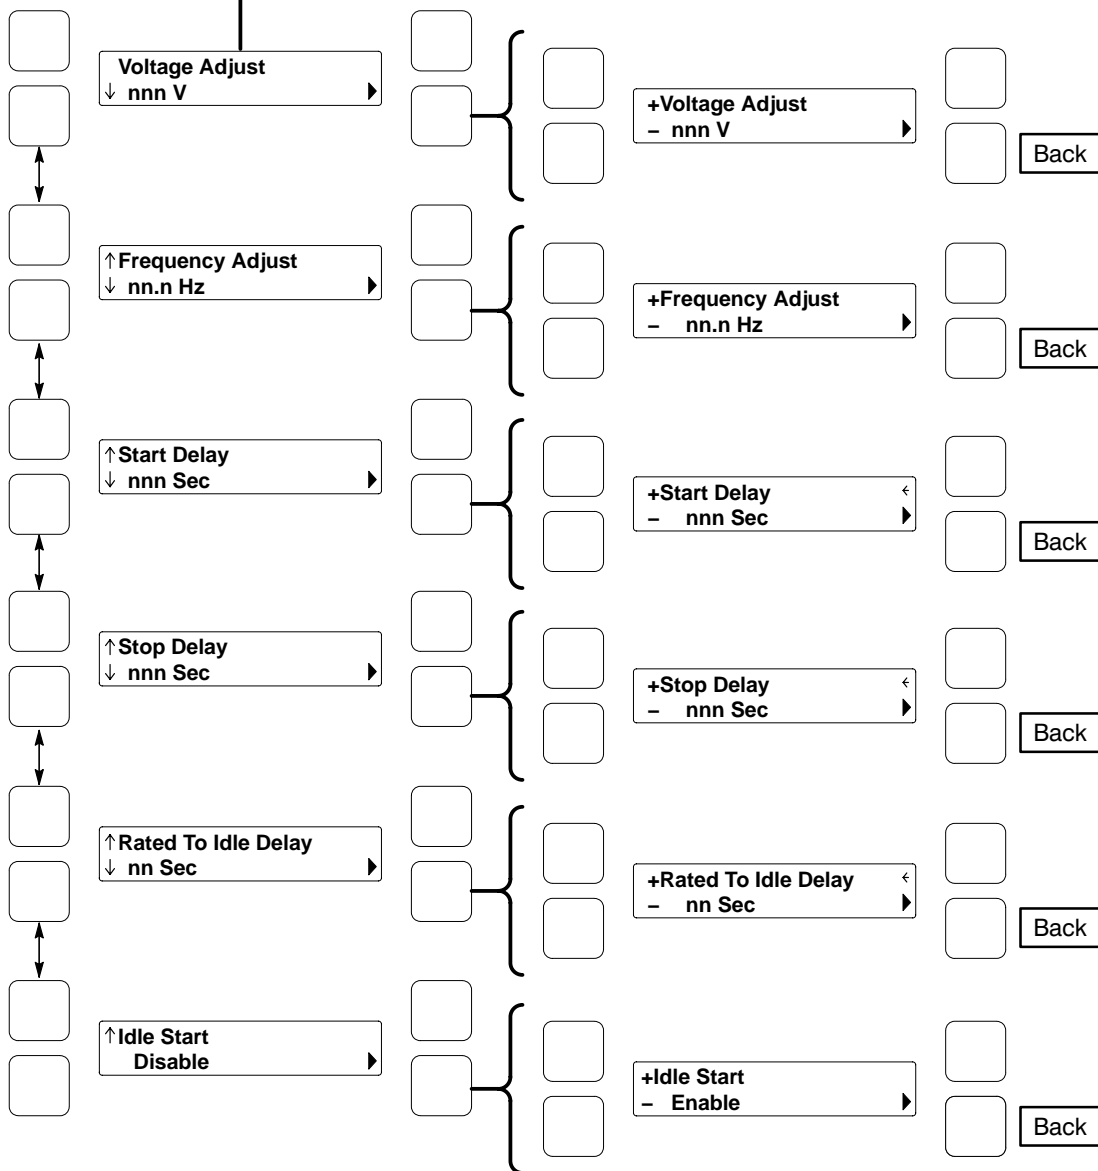 Voltage Adjust
↓ nnn V
+Voltage Adjust
– nnn V
Back
↑Frequency Adjust
↓ nn.n Hz
+Frequency Adjust
– nn.n Hz
Back
↑Start Delay
↓ nnn Sec
+Start Delay ←
– nnn Sec
Back
↑Stop Delay
↓ nnn Sec
+Stop Delay ←
– nnn Sec
Back
↑Rated To Idle Delay
↓ nn Sec
+Rated To Idle Delay ←
– nn Sec
Back
↑Idle Start
Disable
+Idle Start
– Enable
Back